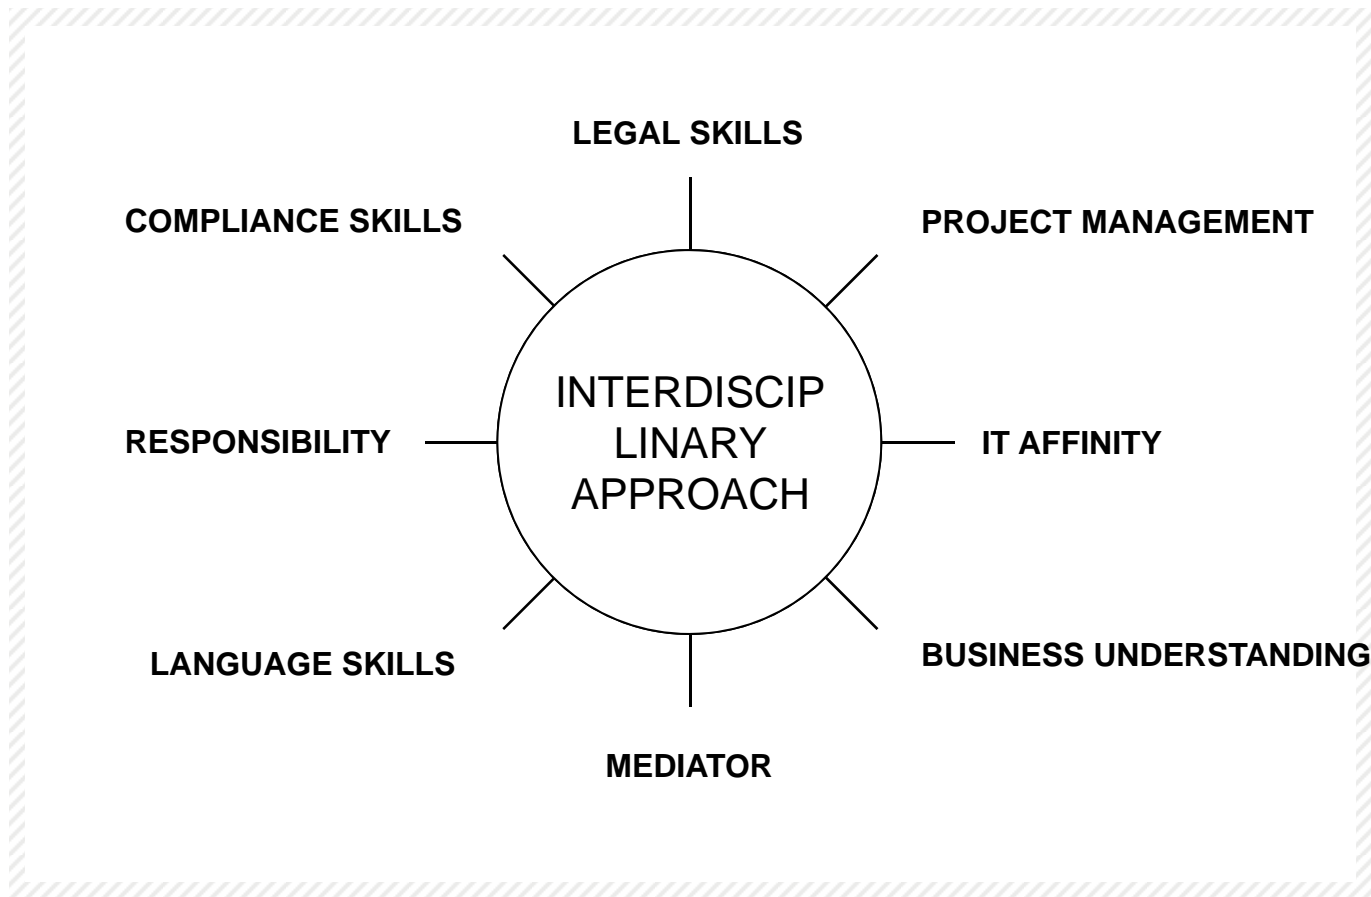 LEGAL SKILLS
COMPLIANCE SKILLS
PROJECT MANAGEMENT
INTERDISCIP
LINARY
APPROACH
RESPONSIBILITY
IT AFFINITY
LANGUAGE SKILLS
BUSINESS UNDERSTANDING
MEDIATOR